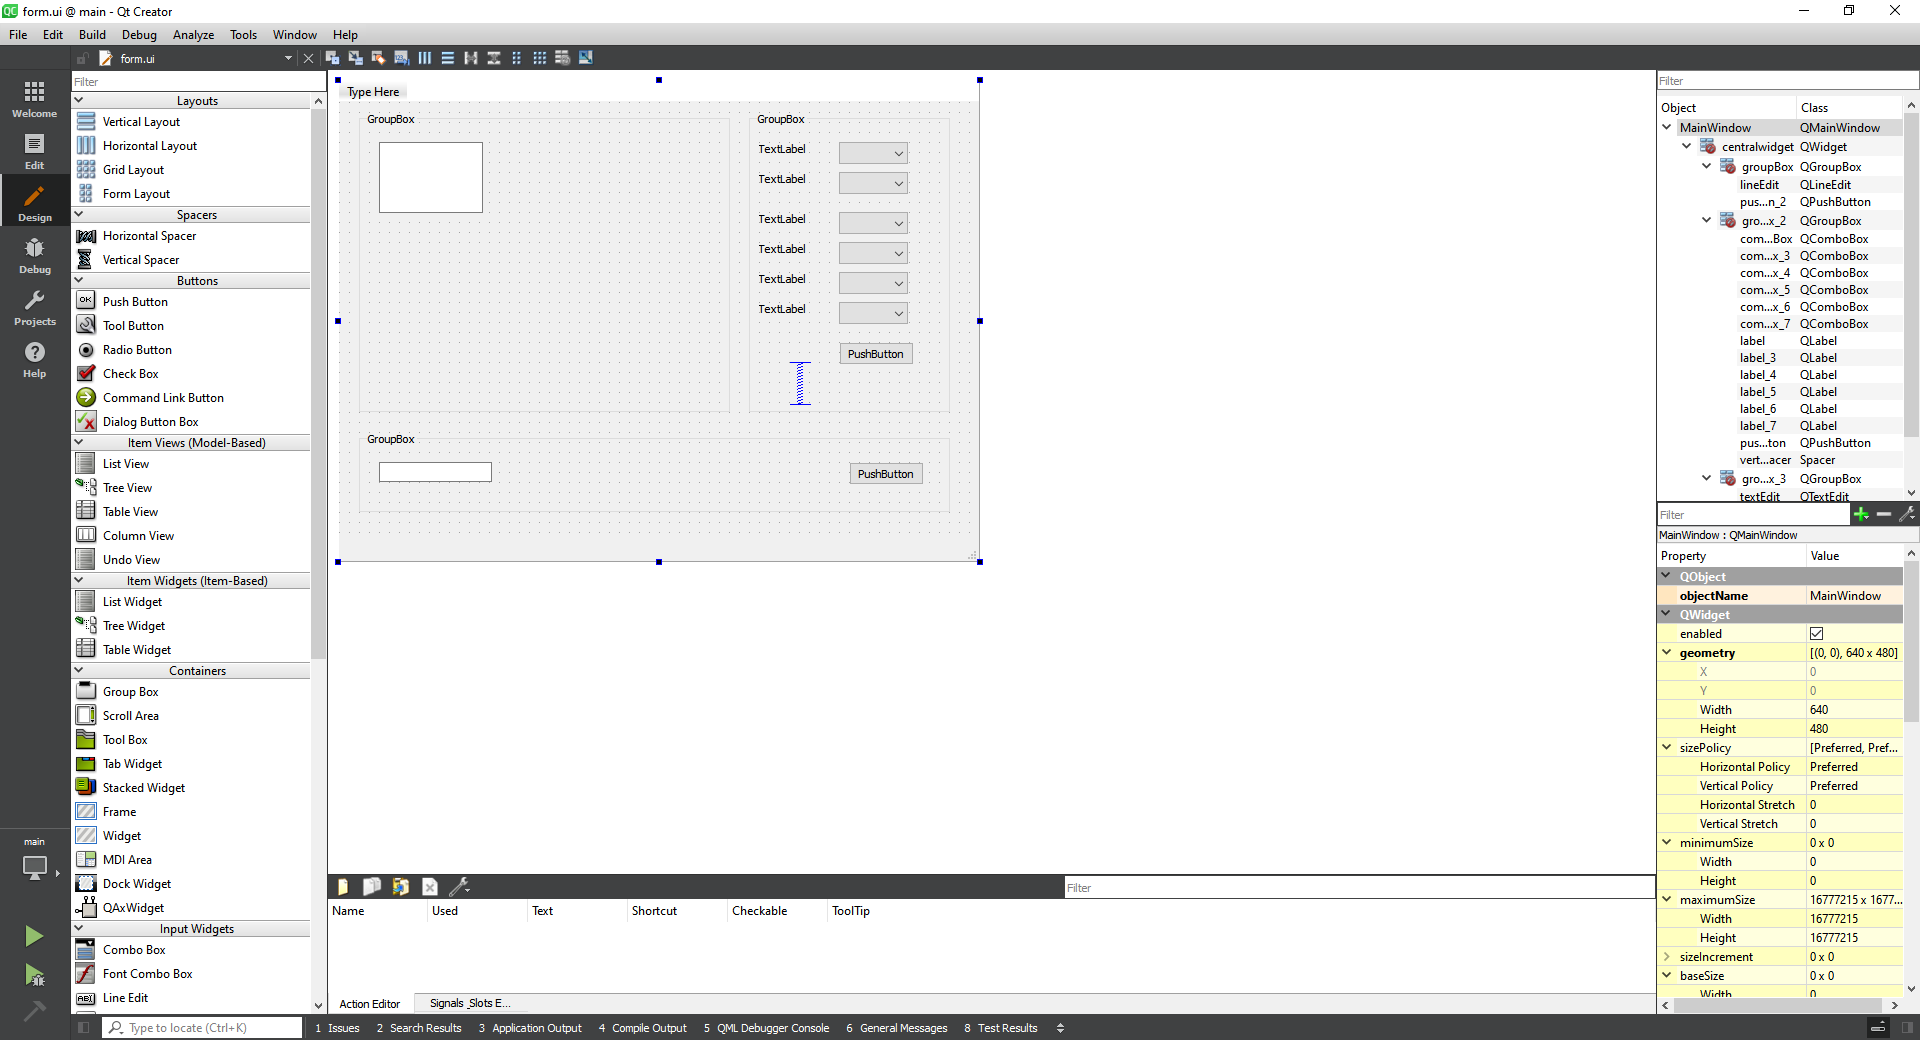 form.ui @ main - Qt Creator
File Edit Build Debug Analyze Tools Window Help
form.ui
Welcome
Edit
Design
Debug
Projects
Help
main
Filter
Layouts
Vertical Layout
Horizontal Layout
Grid Layout
Form Layout
Spacers
Horizontal Spacer
Vertical Spacer
Buttons
Push Button
Tool Button
Radio Button
Check Box
Command Link Button
Dialog Button Box
Item Views (Model-Based)
List View
Tree View
Table View
Column View
Undo View
Item Widgets (Item-Based)
List Widget
Tree Widget
Table Widget
Containers
Group Box
Scroll Area
Tool Box
Tab Widget
Stacked Widget
Frame
Widget
MDI Area
Dock Widget
QAxWidget
Input Widgets
Combo Box
Font Combo Box
Line Edit
Type Here
GroupBox
GroupBox
TextLabel
TextLabel
TextLabel
TextLabel
TextLabel
TextLabel
PushButton
GroupBox
PushButton
Filter
Name Used Text Shortcut Checkable ToolTip
Action Editor Signals _Slots E...
Filter
Object Class
MainWindow QMainWindow
centralwidget QWidget
groupBox QGroupBox
lineEdit QLineEdit
pus...n_2 QPushButton
gro...x_2 QGroupBox
com...Box QComboBox
com...x_3 QComboBox
com...x_4 QComboBox
com...x_5 QComboBox
com...x_6 QComboBox
com...x_7 QComboBox
label QLabel
label_3 QLabel
label_4 QLabel
label_5 QLabel
label_6 QLabel
label_7 QLabel
pus...ton QPushButton
vert...acer Spacer
gro...x_3 QGroupBox
textEdit QTextEdit
Filter
MainWindow : QMainWindow
Property Value
QObject
objectName MainWindow
QWidget
enabled
geometry [(0, 0), 640 x 480]
X 0
Y 0
Width 640
Height 480
sizePolicy [Preferred, Pref...
Horizontal Policy Preferred
Vertical Policy Preferred
Horizontal Stretch 0
Vertical Stretch 0
minimumSize 0 x 0
Width 0
Height 0
maximumSize 16777215 x 1677...
Width 16777215
Height 16777215
sizeIncrement 0 x 0
baseSize 0 x 0
Width 0
Type to locate (Ctrl+K) 1 Issues 2 Search Results 3 Application Output 4 Compile Output 5 QML Debugger Console 6 General Messages 8 Test Results